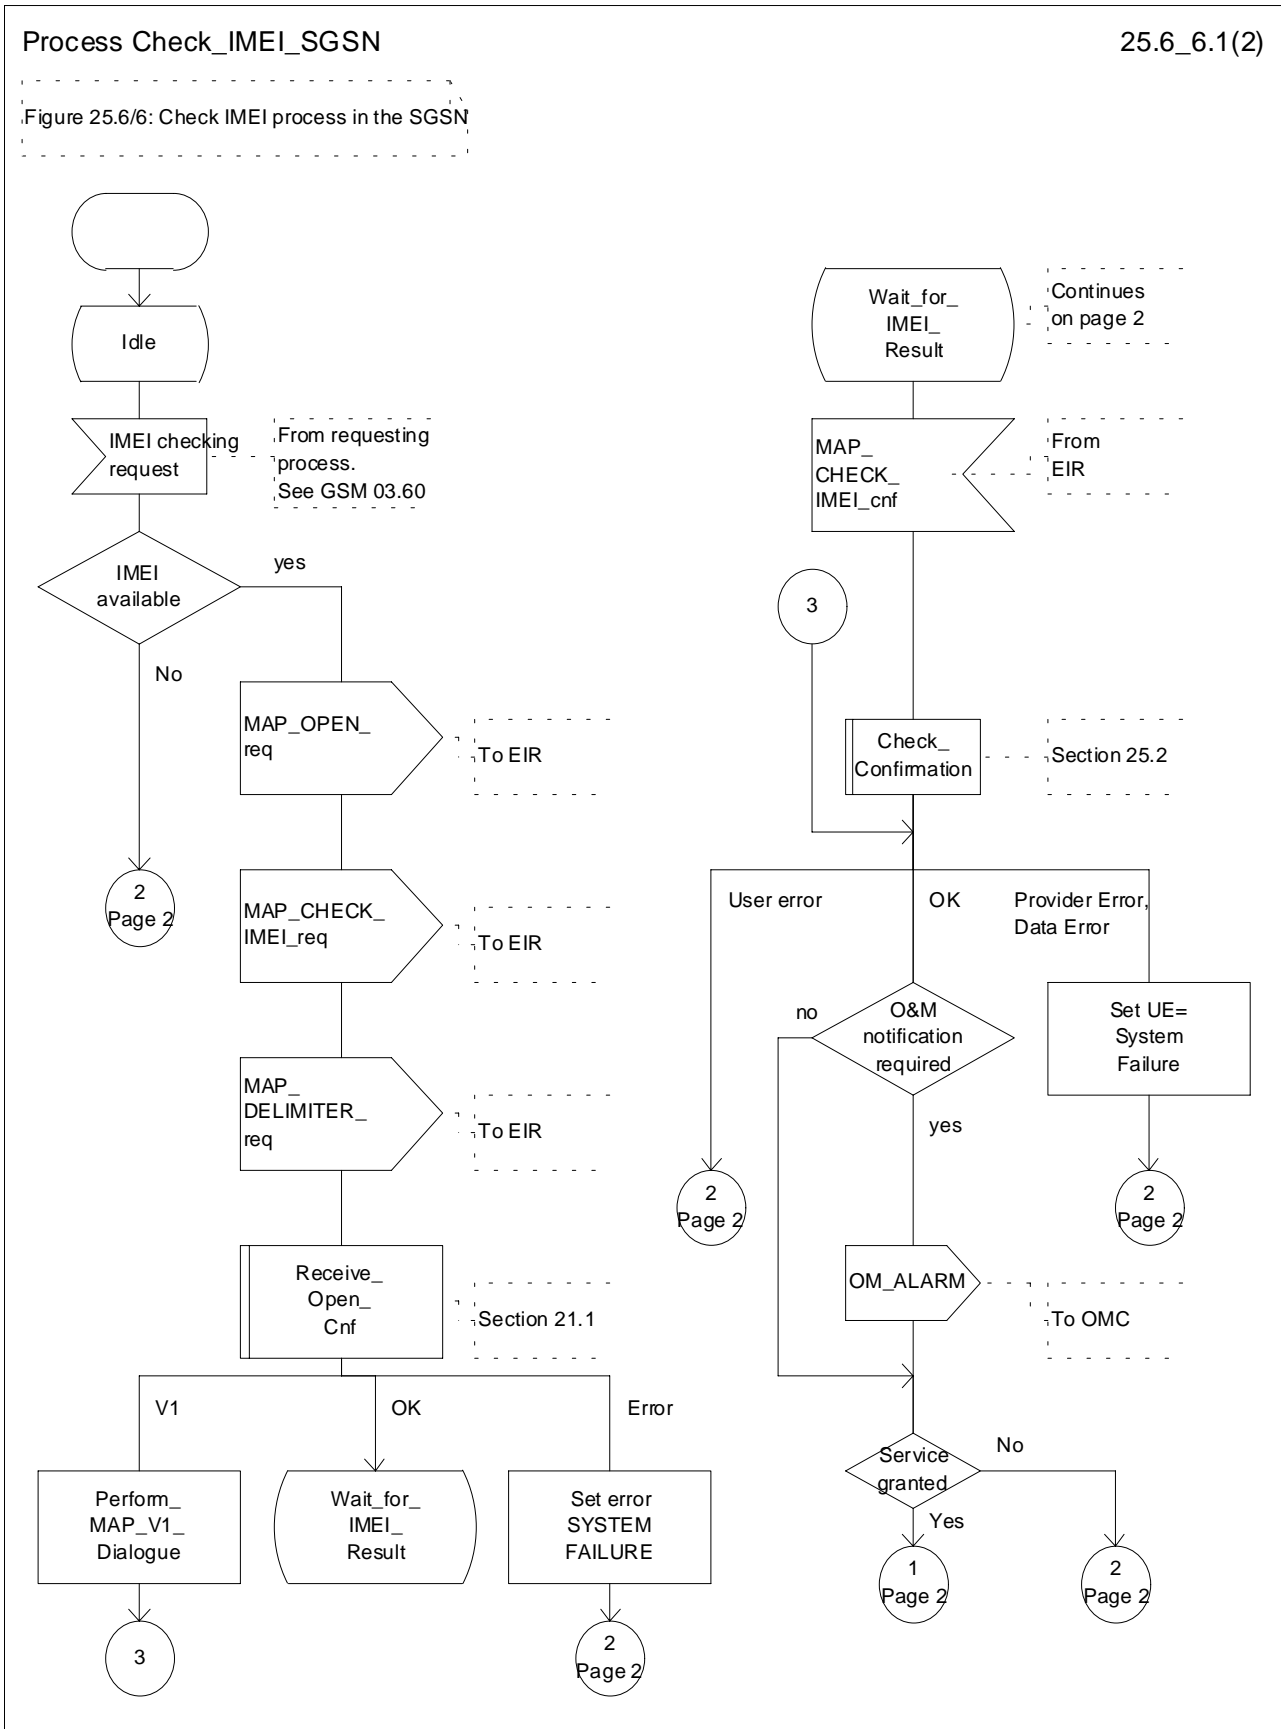 Process Check_IMEI_SGSN
25.6_6.1(2)
Figure 25.6/6: Check IMEI process in the SGSN
Idle
IMEI checking
request
From requesting
process.
See GSM 03.60
IMEI
available
yes
No
2
Page 2
MAP_OPEN_
req
To EIR
MAP_CHECK_
IMEI_req
To EIR
MAP_
DELIMITER_
req
To EIR
Receive_
Open_
Cnf
Section 21.1
V1
OK
Error
Perform_
MAP_V1_
Dialogue
Wait_for_
IMEI_
Result
Set error
SYSTEM
FAILURE
3
2
Page 2
Wait_for_
IMEI_
Result
Continues
on page 2
MAP_
CHECK_
IMEI_cnf
From
EIR
3
Check_
Confirmation
Section 25.2
User error
OK
Provider Error,
Data Error
no
O&M
notification
required
Set UE=
System
Failure
yes
2
Page 2
2
Page 2
OM_ALARM
To OMC
Service
granted
No
Yes
1
Page 2
2
Page 2